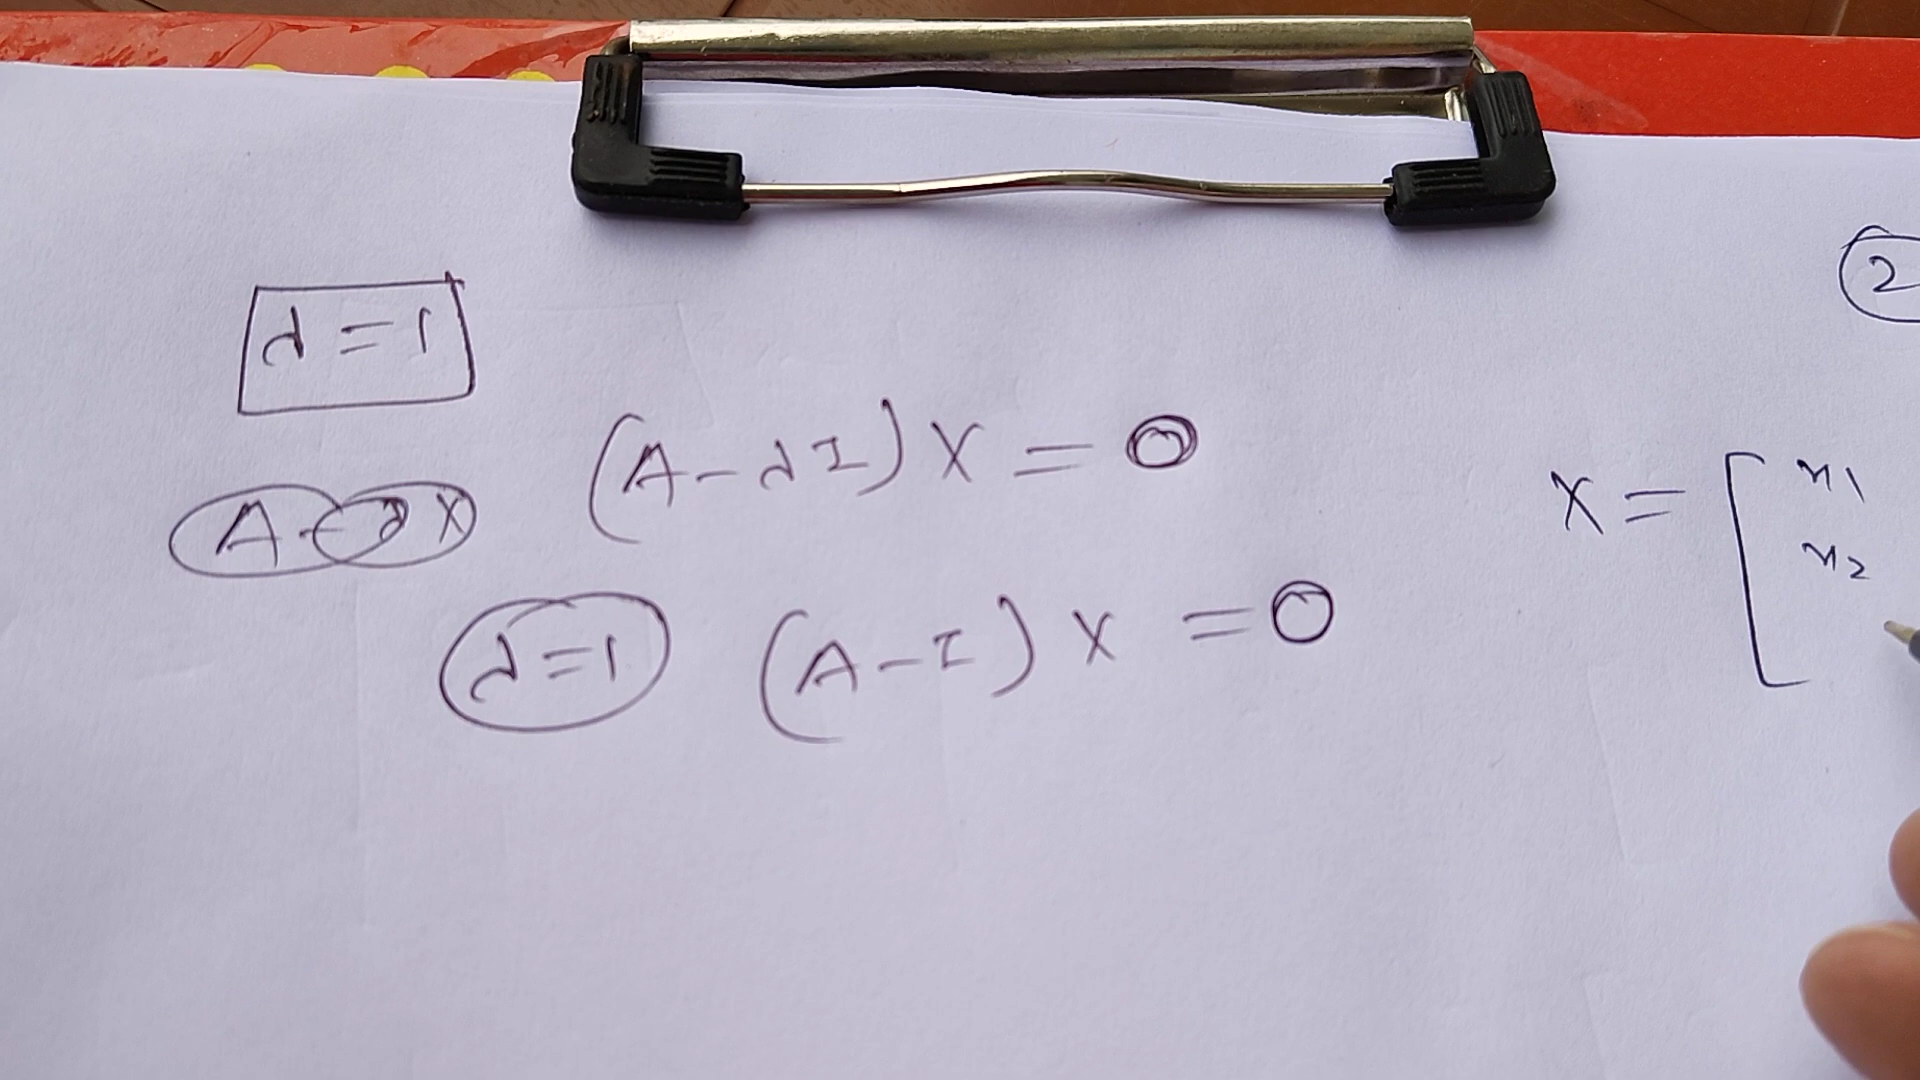 ②
λ = 1
(A - λI) X = 0
A - λ X
X = [ x1
x2
λ = 1 (A - I) X = 0